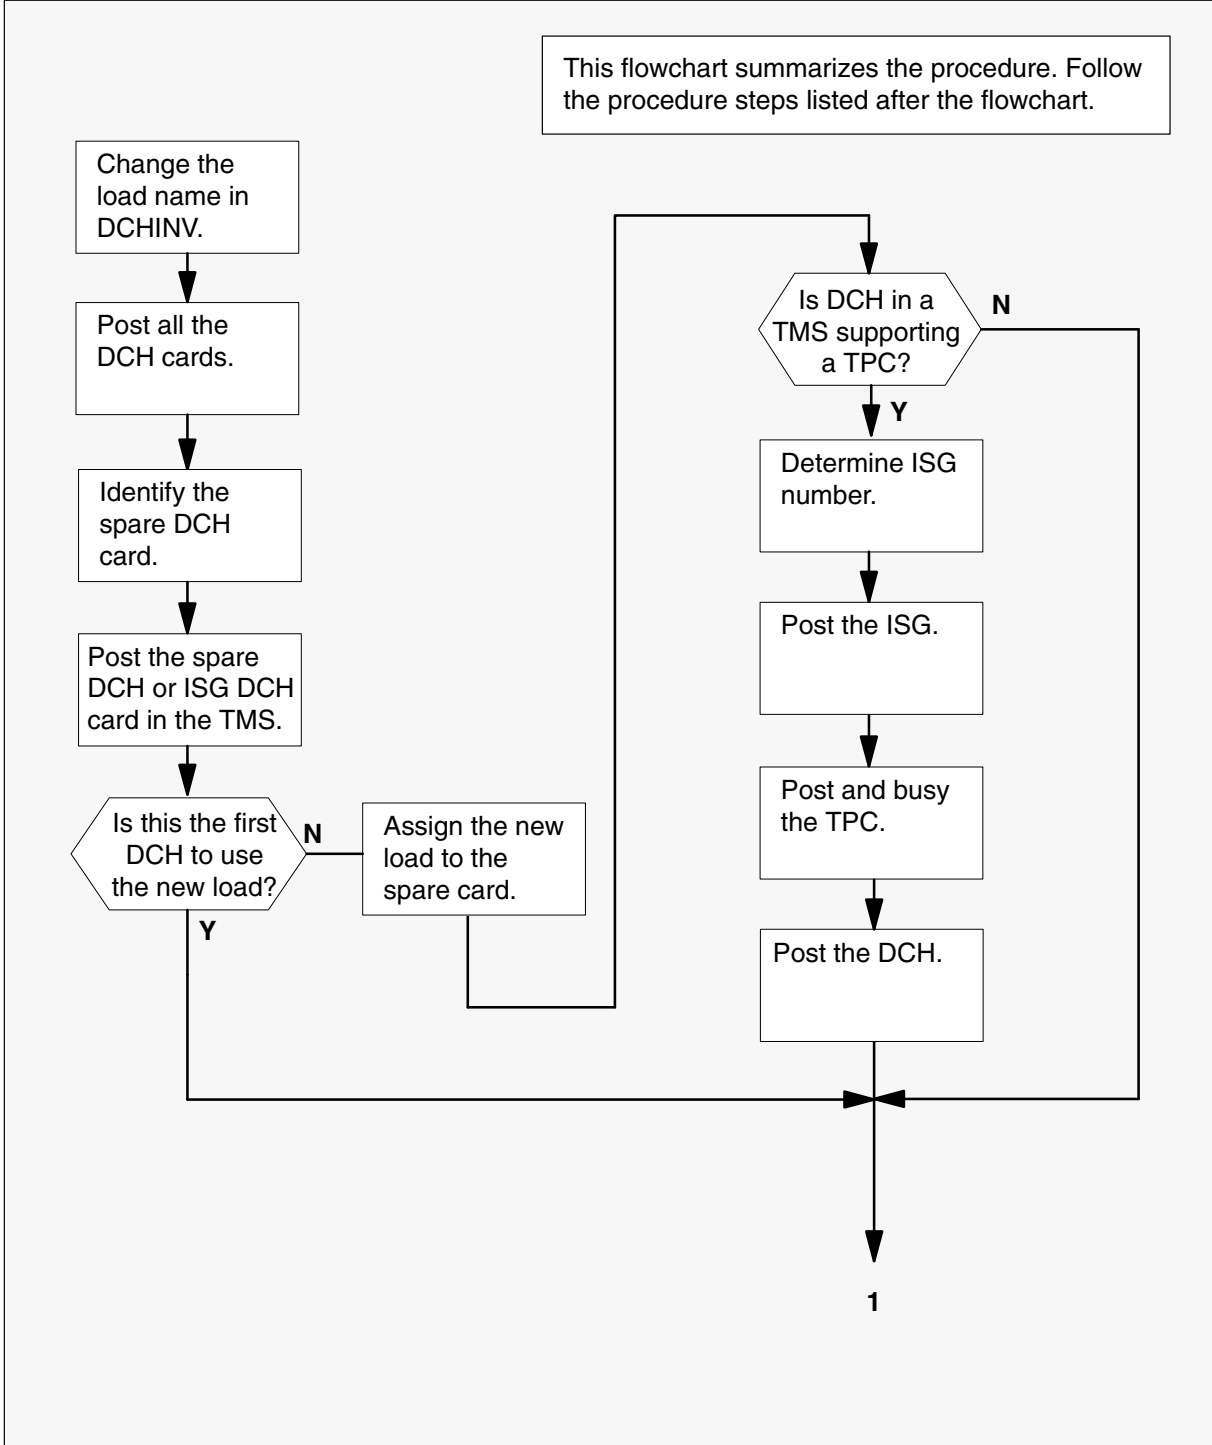 This flowchart summarizes the procedure. Follow
the procedure steps listed after the flowchart.
Change the
load name in
DCHINV.
Post all the
DCH cards.
Identify the
spare DCH
card.
Post the spare
DCH or ISG DCH
card in the TMS.
Is this the first
DCH to use
the new load?
N
Y
Assign the new
load to the
spare card.
Is DCH in a
TMS supporting
a TPC?
N
Y
Determine ISG
number.
Post the ISG.
Post and busy
the TPC.
Post the DCH.
1